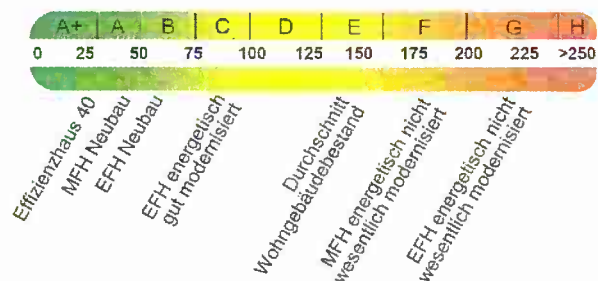 A+ A B C D E F G H
0 25 50 75 100 125 150 175 200 225 >250
Effizienzhaus 40
MFH Neubau
EFH Neubau
EFH energetisch
gut modernisiert
Durchschnitt
Wohngebäudebestand
MFH energetisch nicht
wesentlich modernisiert
EFH energetisch nicht
wesentlich modernisiert